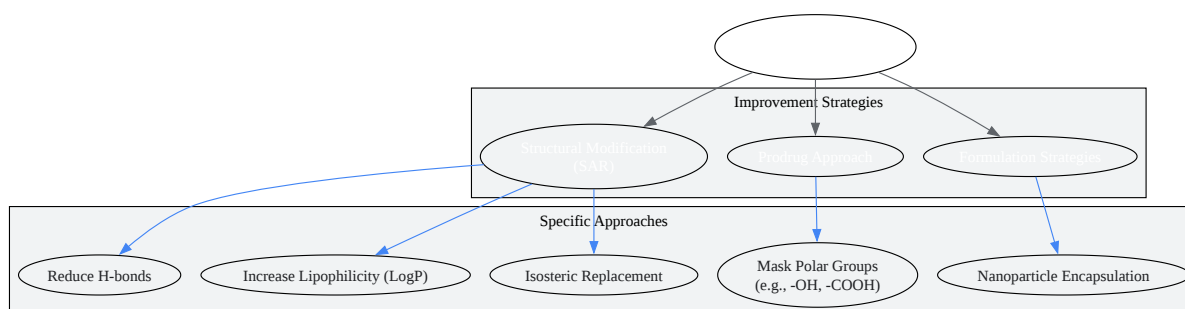 Improvement Strategies
Structural Modification
(SAR)
Prodrug Approach
Formulation Strategies
Specific Approaches
Reduce H-bonds
Increase Lipophilicity (LogP)
Isosteric Replacement
Mask Polar Groups
(e.g., -OH, -COOH)
Nanoparticle Encapsulation